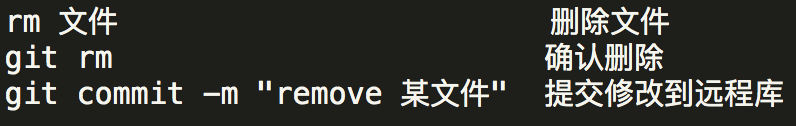 rm 文件 删除文件
git rm 确认删除
git commit -m "remove 某文件" 提交修改到远程库